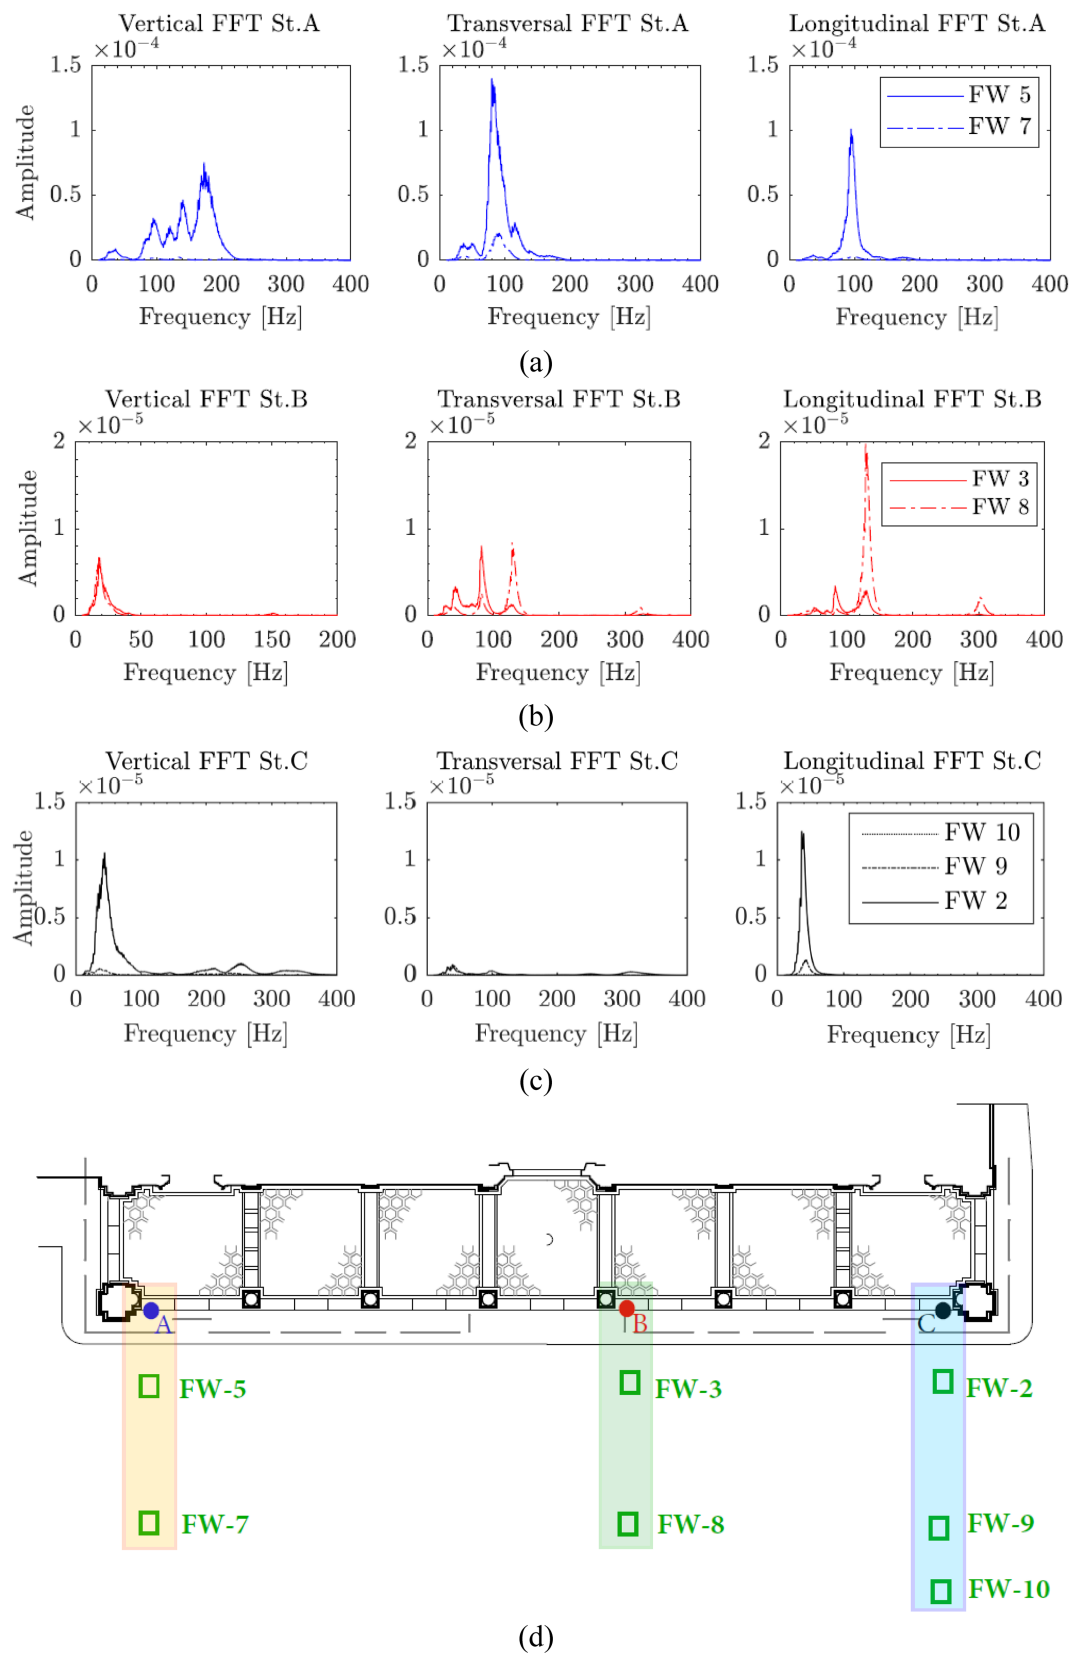 Vertical FFT St.A Transversal FFT St.A Longitudinal FFT St.A
×10−4 ×10−4 ×10−4
1.5 1.5 1.5
FW 5
FW 7
1 1 1
0.5 0.5 0.5
0 0 0
Amplitude
0 100 200 300 400 0 100 200 300 400 0 100 200 300 400
Frequency [Hz] Frequency [Hz] Frequency [Hz]
(a)
Vertical FFT St.B Transversal FFT St.B Longitudinal FFT St.B
×10−5 ×10−5 ×10−5
2 2 2
FW 3
FW 8
1 1 1
0 0 0
Amplitude
0 50 100 150 200 0 100 200 300 400 0 100 200 300 400
Frequency [Hz] Frequency [Hz] Frequency [Hz]
(b)
Vertical FFT St.C Transversal FFT St.C Longitudinal FFT St.C
×10−5 ×10−5 ×10−5
1.5 1.5 1.5
FW 10
FW 9
FW 2
1 1 1
0.5 0.5 0.5
0 0 0
Amplitude
0 100 200 300 400 0 100 200 300 400 0 100 200 300 400
Frequency [Hz] Frequency [Hz] Frequency [Hz]
(c)
A B C
FW-5 FW-3 FW-2
FW-7 FW-8 FW-9
FW-10
(d)